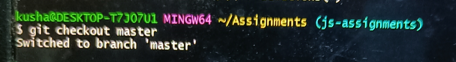 kusha@DESKTOP-T7J07U1 MINGW64 ~/Assignments (js-assignments)
$ git checkout master
Switched to branch 'master'